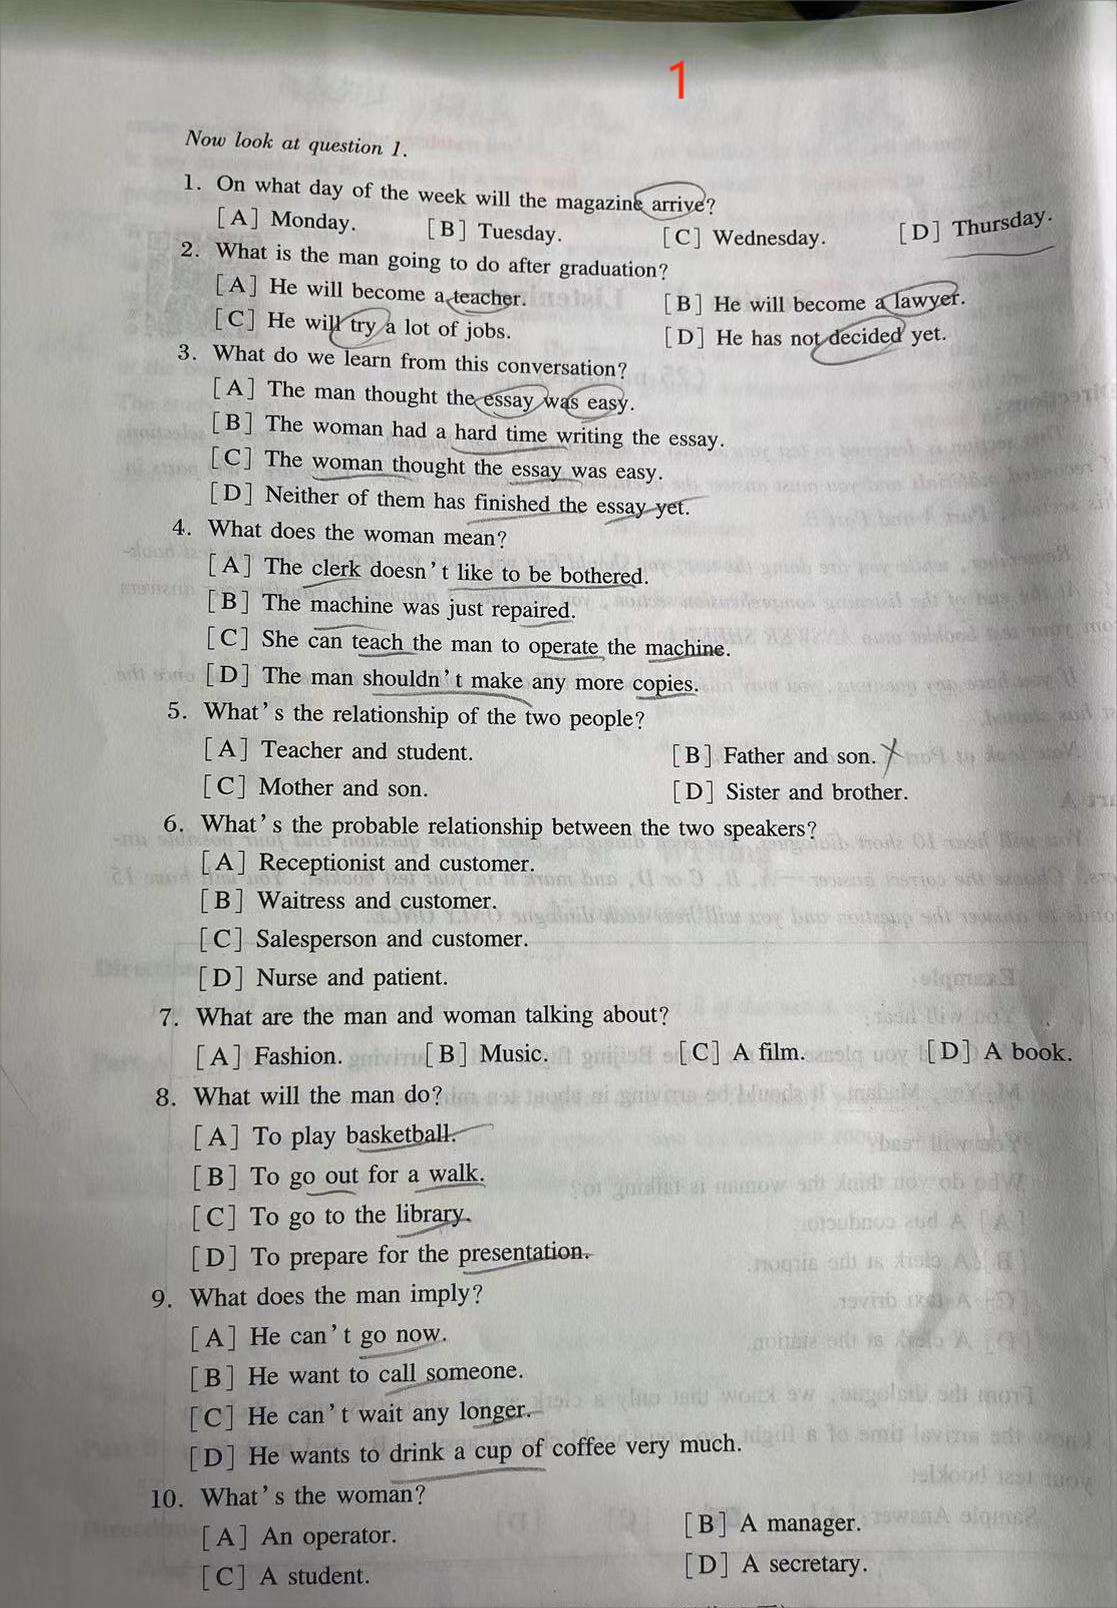 1
Now look at question 1.
1. On what day of the week will the magazine arrive?
[A] Monday. [B] Tuesday. [C] Wednesday. [D] Thursday.
2. What is the man going to do after graduation?
[A] He will become a teacher. [B] He will become a lawyer.
[C] He will try a lot of jobs. [D] He has not decided yet.
3. What do we learn from this conversation?
[A] The man thought the essay was easy.
[B] The woman had a hard time writing the essay.
[C] The woman thought the essay was easy.
[D] Neither of them has finished the essay yet.
4. What does the woman mean?
[A] The clerk doesn't like to be bothered.
[B] The machine was just repaired.
[C] She can teach the man to operate the machine.
[D] The man shouldn't make any more copies.
5. What's the relationship of the two people?
[A] Teacher and student. [B] Father and son.
[C] Mother and son. [D] Sister and brother.
6. What's the probable relationship between the two speakers?
[A] Receptionist and customer.
[B] Waitress and customer.
[C] Salesperson and customer.
[D] Nurse and patient.
7. What are the man and woman talking about?
[A] Fashion. [B] Music. [C] A film. [D] A book.
8. What will the man do?
[A] To play basketball.
[B] To go out for a walk.
[C] To go to the library.
[D] To prepare for the presentation.
9. What does the man imply?
[A] He can't go now.
[B] He want to call someone.
[C] He can't wait any longer.
[D] He wants to drink a cup of coffee very much.
10. What's the woman?
[A] An operator. [B] A manager.
[C] A student. [D] A secretary.